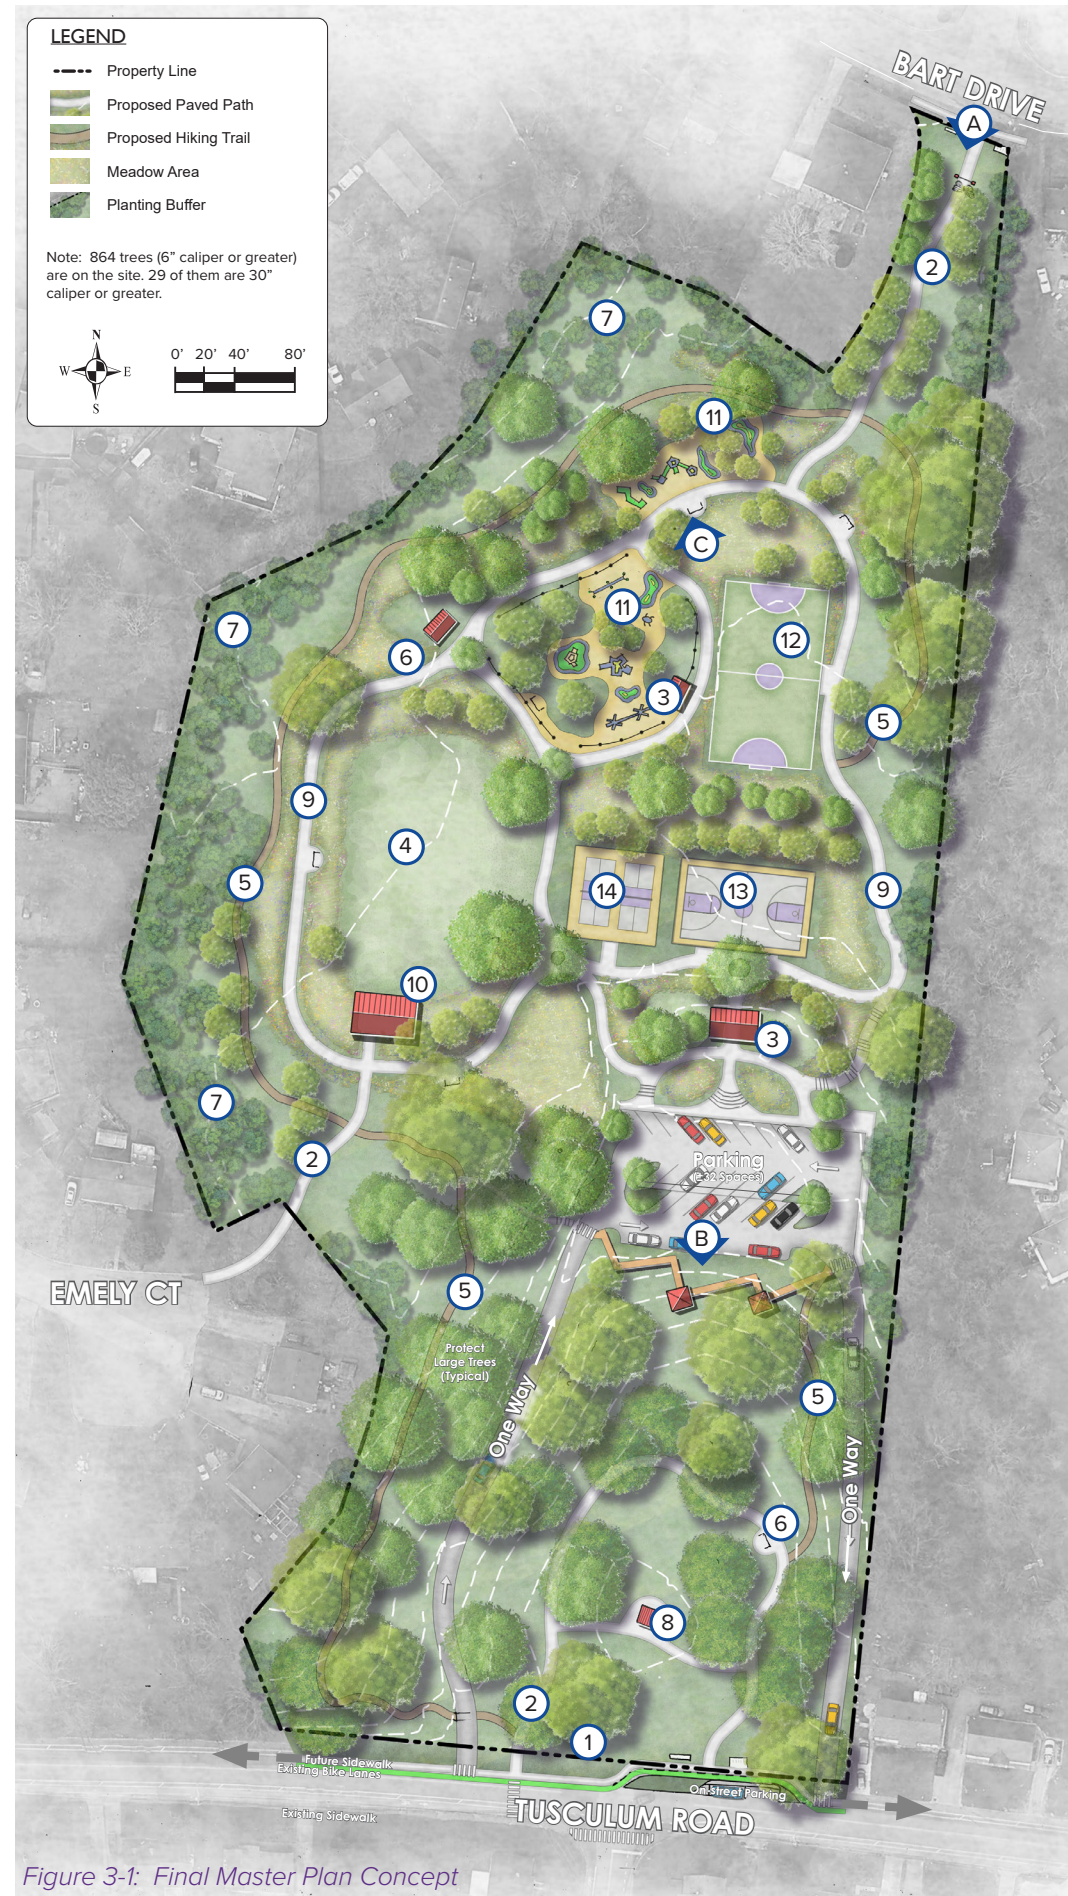 LEGEND
Property Line
Proposed Paved Path
Proposed Hiking Trail
Meadow Area
Planting Buffer
Note:  864 trees (6” caliper or greater)
are on the site. 29 of them are 30”
caliper or greater.
N
W
E
S
0’ 20’ 40’ 80’
BART DRIVE
A
2
7
11
C
7
11
12
6
3
5
9
4
5
14
13
9
10
3
7
2
Parking
(±32 Spaces)
B
EMELY CT
5
Protect
Large Trees
(Typical)
One Way
5
One Way
6
8
2
1
Future Sidewalk
Existing Bike Lanes
On-street Parking
Existing Sidewalk
TUSCULUM ROAD
Figure 3-1:  Final Master Plan Concept